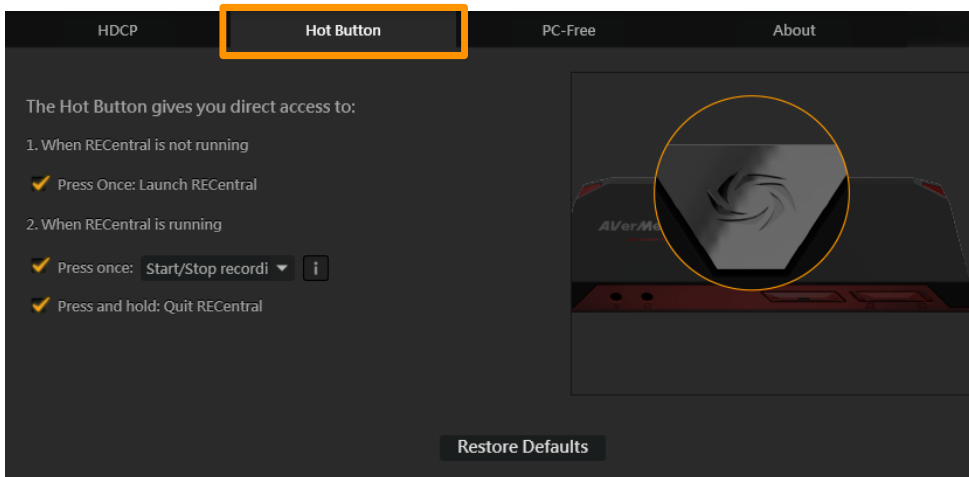 HDCP Hot Button PC-Free About
The Hot Button gives you direct access to:
1. When RECentral is not running
Press Once: Launch RECentral
2. When RECentral is running
Press once: Start/Stop recordi i
Press and hold: Quit RECentral
AVerMe
Restore Defaults